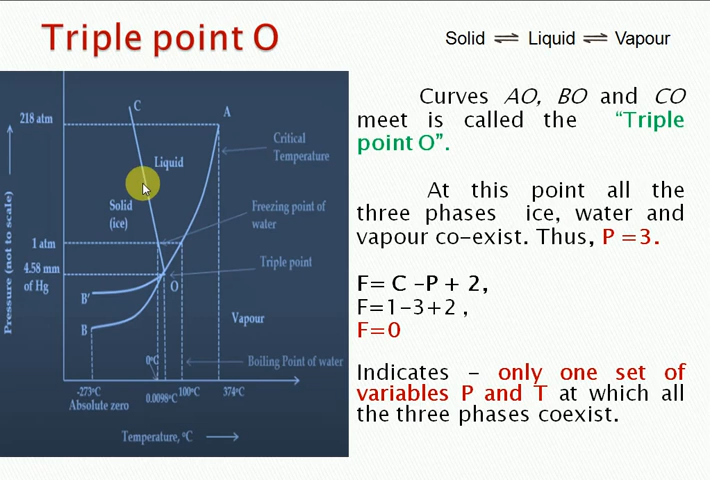 Triple point O
Solid ⇌ Liquid ⇌ Vapour
C
A
218 atm
Critical
Temperature
Liquid
Solid
(ice)
Freezing point of
water
1 atm
Triple point
4.58 mm
of Hg
O
B'
B
Vapour
0°C
Boiling Point of water
-273°C
Absolute zero
0.0098°C
100°C
374°C
Temperature, °C
Pressure (not to scale)
Curves AO, BO and CO
meet is called the “Triple
point O”.
At this point all the
three phases ice, water and
vapour co-exist. Thus, P =3.
F= C -P + 2,
F=1-3+2 ,
F=0
Indicates - only one set of
variables P and T at which all
the three phases coexist.